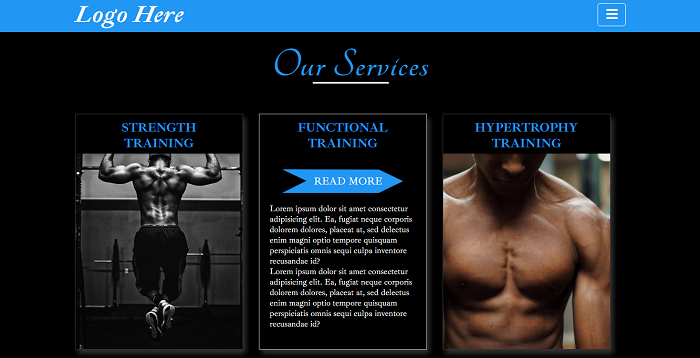 Logo Here
Our Services
STRENGTH
TRAINING
FUNCTIONAL
TRAINING
READ MORE
Lorem ipsum dolor sit amet consectetur
adipisicing elit. Ea, fugiat neque corporis
dolorem dolores, placeat at, sed delectus
enim magni optio tempore quisquam
perspiciatis omnis sequi culpa inventore
recusandae id?
Lorem ipsum dolor sit amet consectetur
adipisicing elit. Ea, fugiat neque corporis
dolorem dolores, placeat at, sed delectus
enim magni optio tempore quisquam
perspiciatis omnis sequi culpa inventore
recusandae id?
HYPERTROPHY
TRAINING